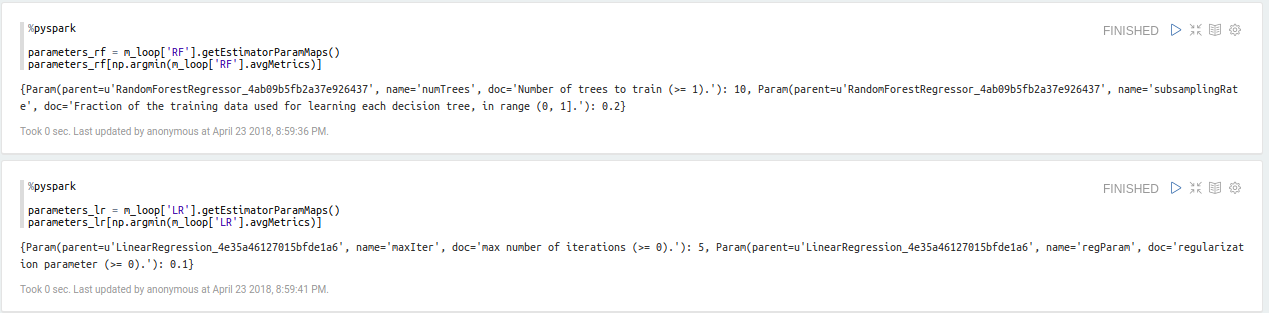 %pyspark
FINISHED
parameters_rf = m_loop['RF'].getEstimatorParamMaps()
parameters_rf[np.argmin(m_loop['RF'].avgMetrics)]
{Param(parent=u'RandomForestRegressor_4ab09b5fb2a37e926437', name='numTrees', doc='Number of trees to train (>= 1).'): 10, Param(parent=u'RandomForestRegressor_4ab09b5fb2a37e926437', name='subsamplingRat
e', doc='Fraction of the training data used for learning each decision tree, in range (0, 1].'): 0.2}
Took 0 sec. Last updated by anonymous at April 23 2018, 8:59:36 PM.
%pyspark
FINISHED
parameters_lr = m_loop['LR'].getEstimatorParamMaps()
parameters_lr[np.argmin(m_loop['LR'].avgMetrics)]
{Param(parent=u'LinearRegression_4e35a46127015bfde1a6', name='maxIter', doc='max number of iterations (>= 0).'): 5, Param(parent=u'LinearRegression_4e35a46127015bfde1a6', name='regParam', doc='regularizat
ion parameter (>= 0).'): 0.1}
Took 0 sec. Last updated by anonymous at April 23 2018, 8:59:41 PM.